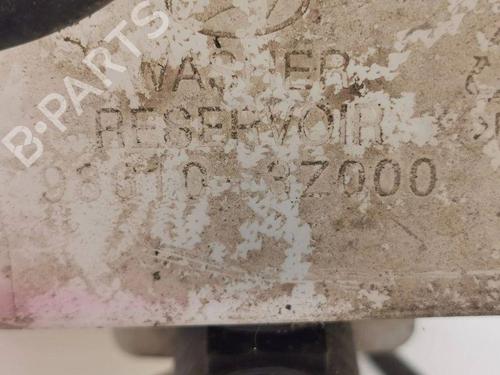 B-PARTS
WASHER
RESERVOIR
98610-3Z000